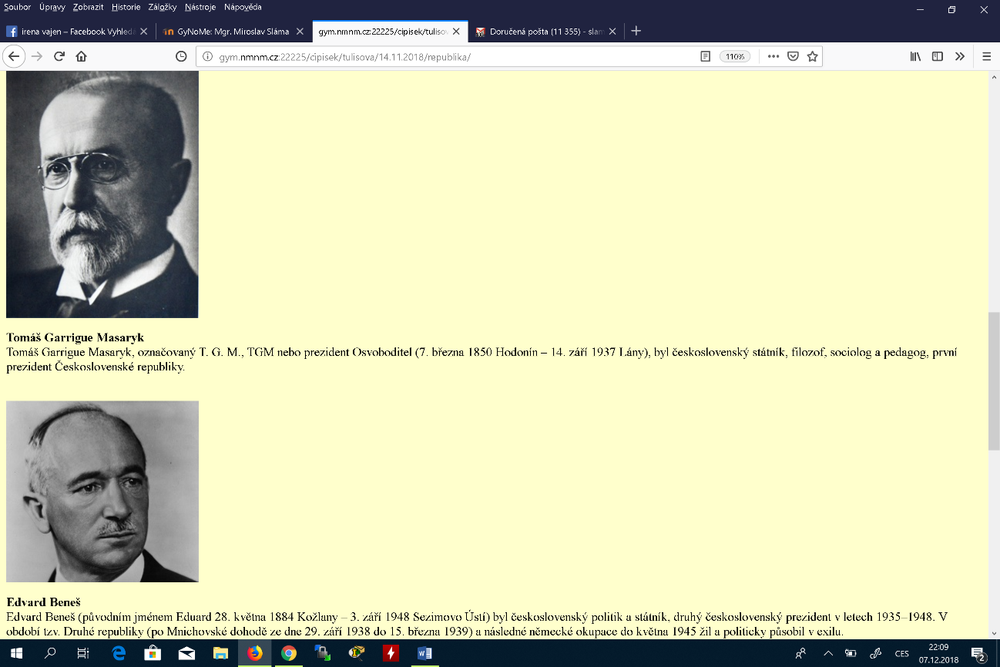 Soubor Úpravy Zobrazit Historie Záložky Nástroje Nápověda
irena vajen – Facebook Vyhledá
GyNoMe: Mgr. Miroslav Sláma
gym.nmnm.cz:22225/cipisek/tulisov
Doručená pošta (11 355) - slam
gym.nmnm.cz:22225/cipisek/tulisova/14.11.2018/republika/
110%
Tomáš Garrigue Masaryk
Tomáš Garrigue Masaryk, označovaný T. G. M., TGM nebo prezident Osvoboditel (7. března 1850 Hodonín – 14. září 1937 Lány), byl československý státník, filozof, sociolog a pedagog, první
prezident Československé republiky.
Edvard Beneš
Edvard Beneš (původním jménem Eduard 28. května 1884 Kožlany – 3. září 1948 Sezimovo Ústí) byl československý politik a státník, druhý československý prezident v letech 1935–1948. V
období tzv. Druhé republiky (po Mnichovské dohodě ze dne 29. září 1938 do 15. března 1939) a následné německé okupace do května 1945 žil a politicky působil v exilu.
CES
22:09
07.12.2018
2